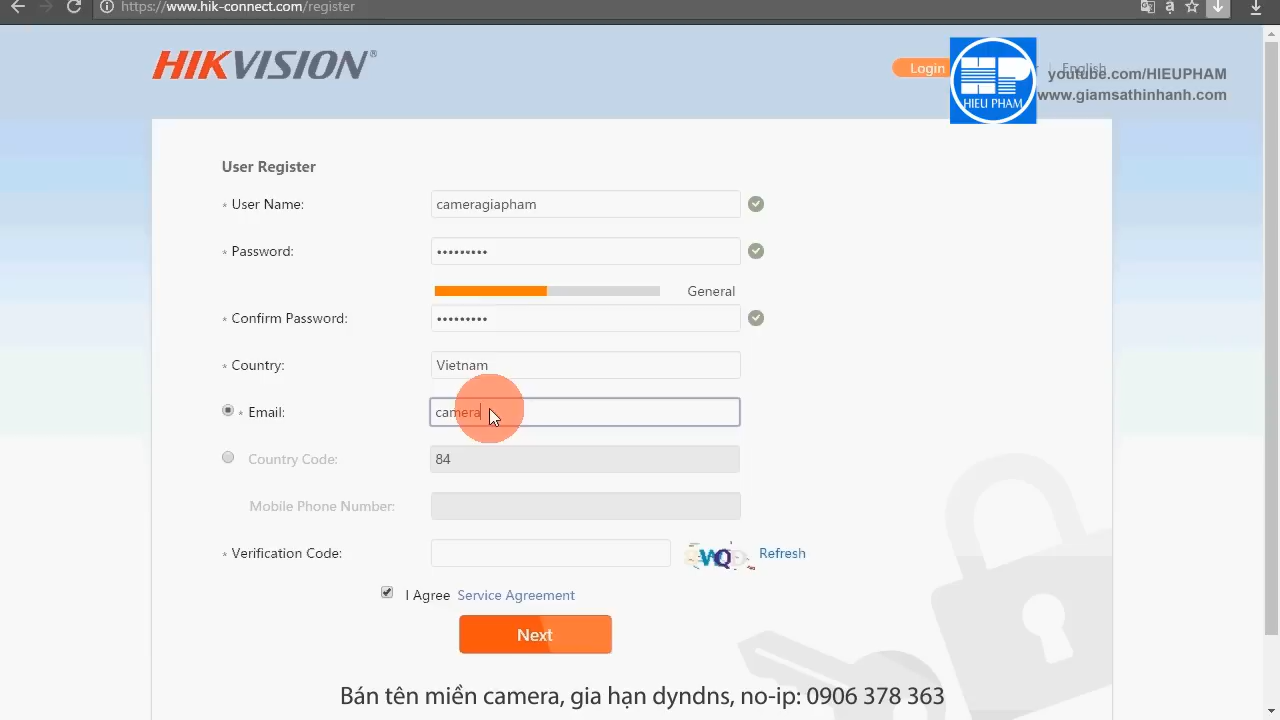 https://www.hik-connect.com/register
HIKVISION®
Login
English
HIEU PHAM
youtube.com/HIEUPHAM
www.giamsathinhanh.com
User Register
* User Name: cameragiapham
* Password: •••••••••
General
* Confirm Password: •••••••••
* Country: Vietnam
* Email: camera
Country Code: 84
Mobile Phone Number:
* Verification Code:
Refresh
I Agree Service Agreement
Next
Bán tên miền camera, gia hạn dyndns, no-ip: 0906 378 363